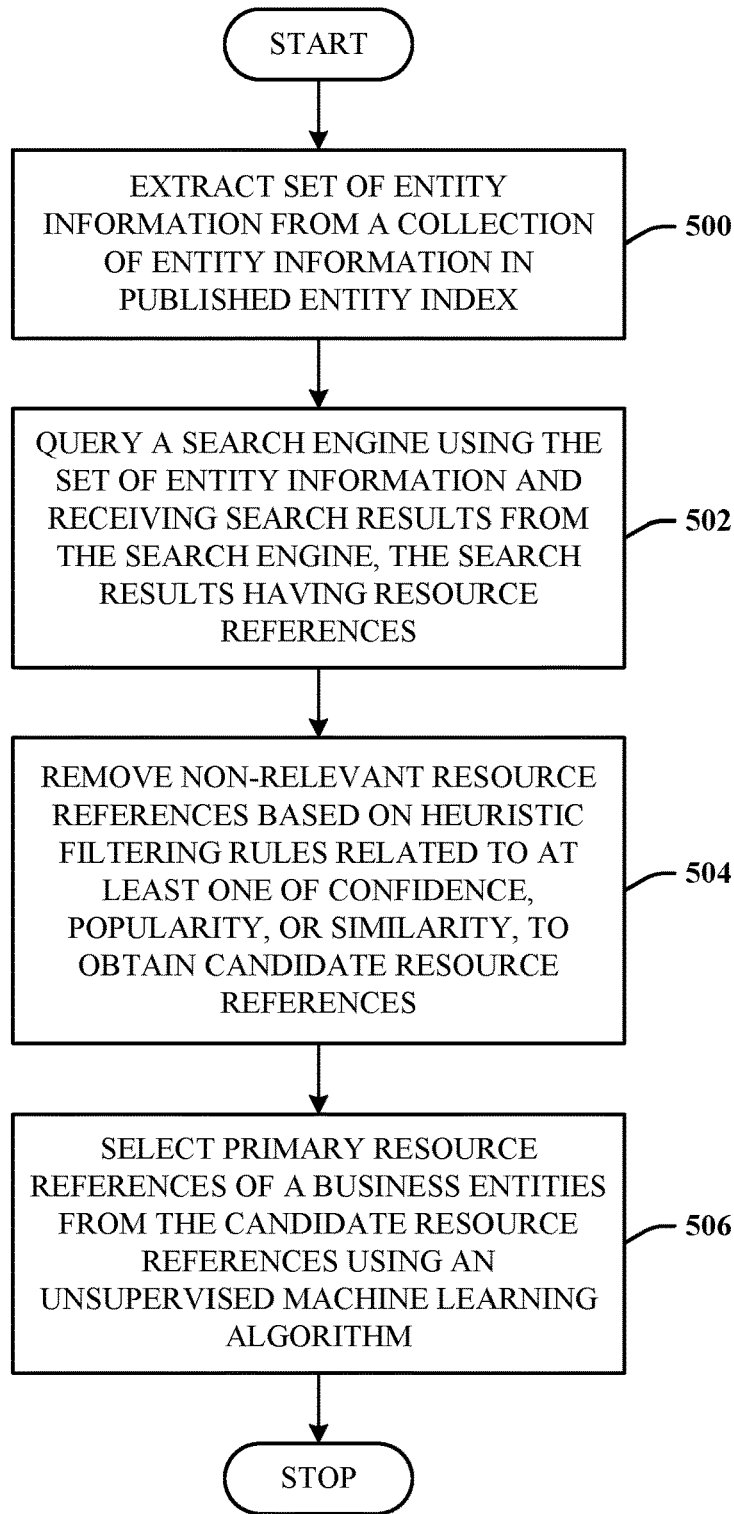 START
EXTRACT SET OF ENTITY
INFORMATION FROM A COLLECTION
OF ENTITY INFORMATION IN
PUBLISHED ENTITY INDEX
500
QUERY A SEARCH ENGINE USING THE
SET OF ENTITY INFORMATION AND
RECEIVING SEARCH RESULTS FROM
THE SEARCH ENGINE, THE SEARCH
RESULTS HAVING RESOURCE
REFERENCES
502
REMOVE NON-RELEVANT RESOURCE
REFERENCES BASED ON HEURISTIC
FILTERING RULES RELATED TO AT
LEAST ONE OF CONFIDENCE,
POPULARITY, OR SIMILARITY, TO
OBTAIN CANDIDATE RESOURCE
REFERENCES
504
SELECT PRIMARY RESOURCE
REFERENCES OF A BUSINESS ENTITIES
FROM THE CANDIDATE RESOURCE
REFERENCES USING AN
UNSUPERVISED MACHINE LEARNING
ALGORITHM
506
STOP